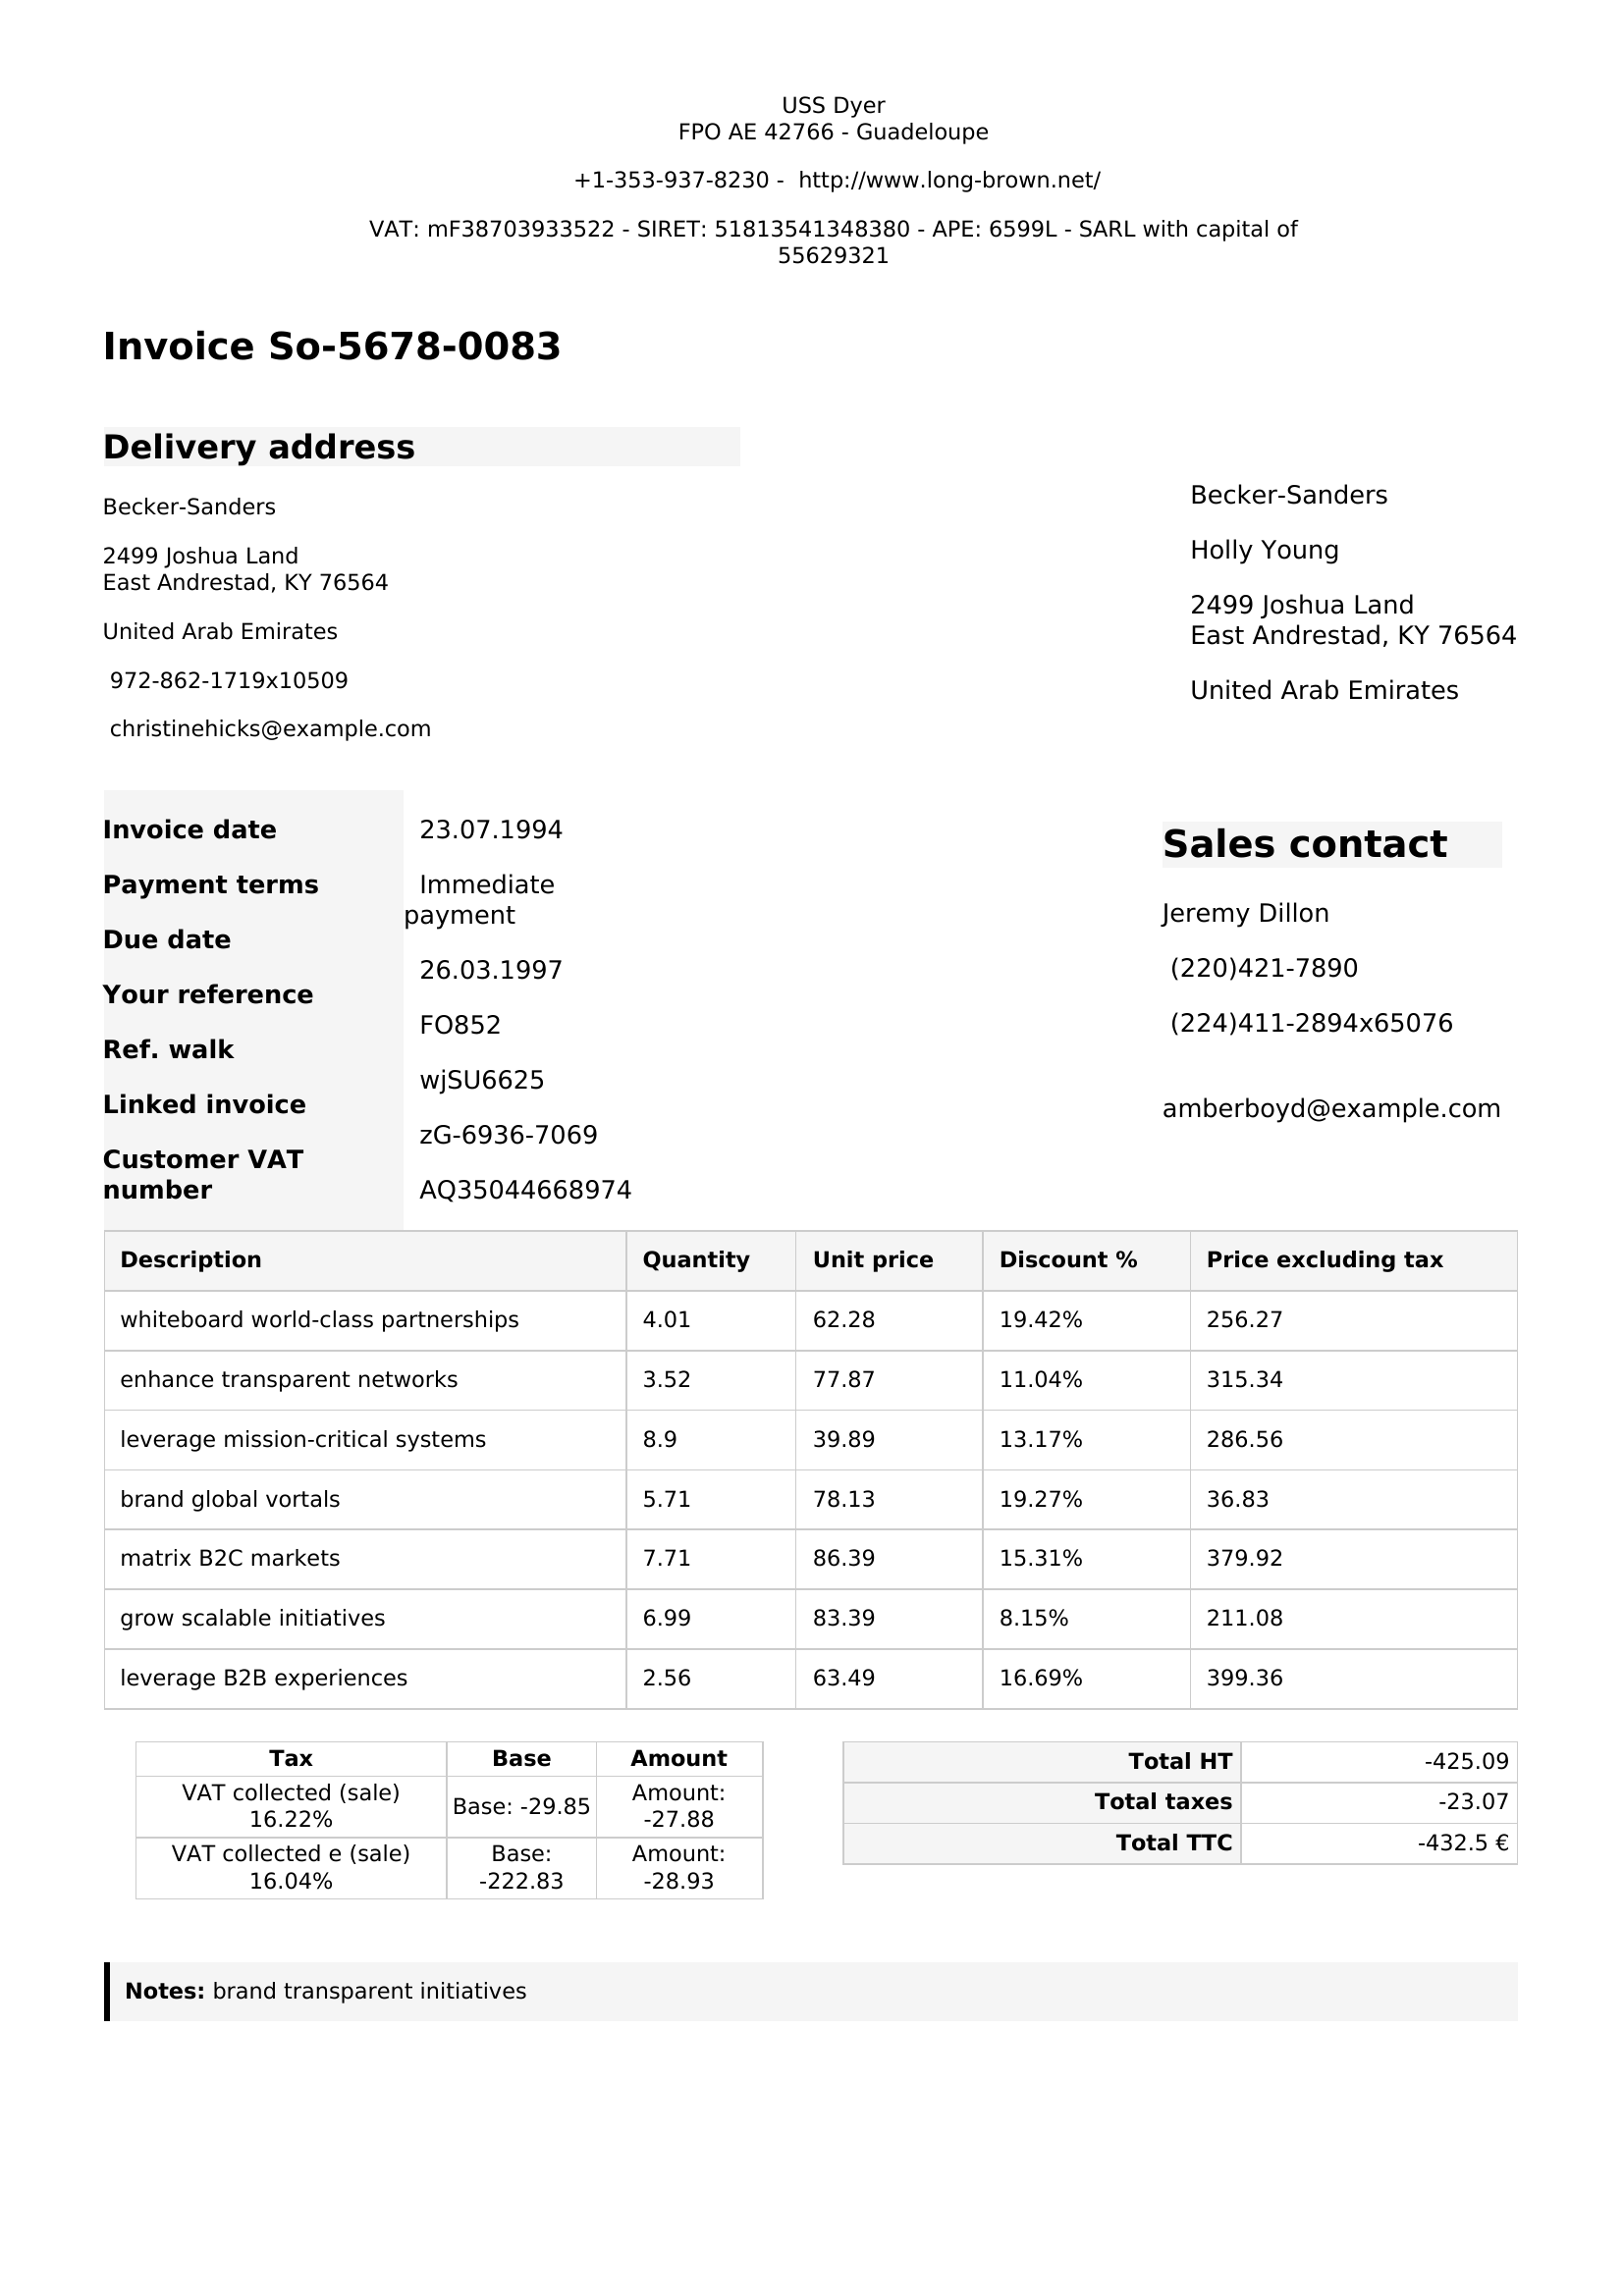 USS Dyer
FPO AE 42766 - Guadeloupe
+1-353-937-8230 - http://www.long-brown.net/
VAT: mF38703933522 - SIRET: 51813541348380 - APE: 6599L - SARL with capital of
55629321
Invoice So-5678-0083
Delivery address
Becker-Sanders
2499 Joshua Land
East Andrestad, KY 76564
United Arab Emirates
972-862-1719x10509
christinehicks@example.com
Becker-Sanders
Holly Young
2499 Joshua Land
East Andrestad, KY 76564
United Arab Emirates
Invoice date
Payment terms
Due date
Your reference
Ref. walk
Linked invoice
Customer VAT
number
23.07.1994
Immediate
payment
26.03.1997
FO852
wjSU6625
zG-6936-7069
AQ35044668974
Sales contact
Jeremy Dillon
(220)421-7890
(224)411-2894x65076
amberboyd@example.com
Description Quantity Unit price Discount % Price excluding tax
whiteboard world-class partnerships 4.01 62.28 19.42% 256.27
enhance transparent networks 3.52 77.87 11.04% 315.34
leverage mission-critical systems 8.9 39.89 13.17% 286.56
brand global vortals 5.71 78.13 19.27% 36.83
matrix B2C markets 7.71 86.39 15.31% 379.92
grow scalable initiatives 6.99 83.39 8.15% 211.08
leverage B2B experiences 2.56 63.49 16.69% 399.36
Tax Base Amount
VAT collected (sale)
16.22%
Base: -29.85
Amount:
-27.88
VAT collected e (sale)
16.04%
Base:
-222.83
Amount:
-28.93
Total HT -425.09
Total taxes -23.07
Total TTC -432.5 €
Notes: brand transparent initiatives